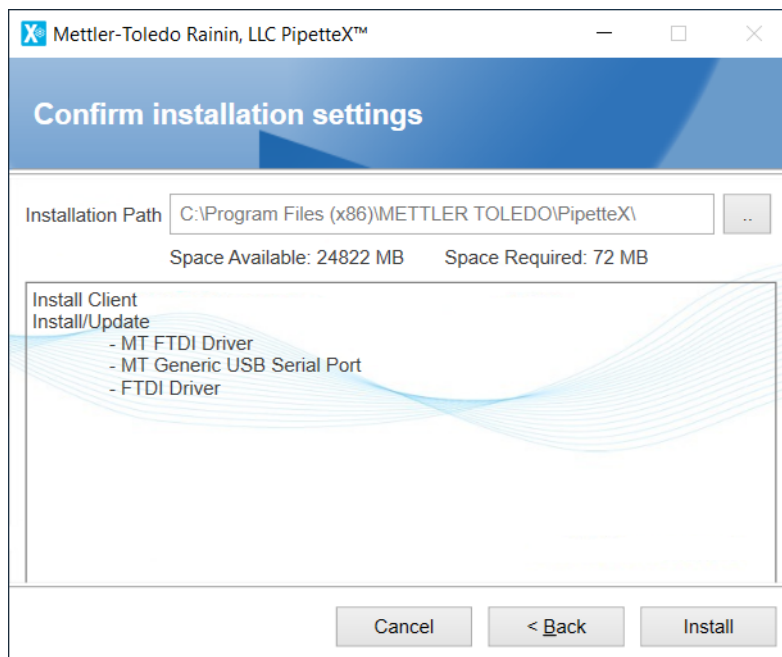 Mettler-Toledo Rainin, LLC PipetteX™
Confirm installation settings
Installation Path C:\Program Files (x86)\METTLER TOLEDO\PipetteX\ ..
Space Available: 24822 MB Space Required: 72 MB
Install Client
Install/Update
- MT FTDI Driver
- MT Generic USB Serial Port
- FTDI Driver
Cancel < Back Install